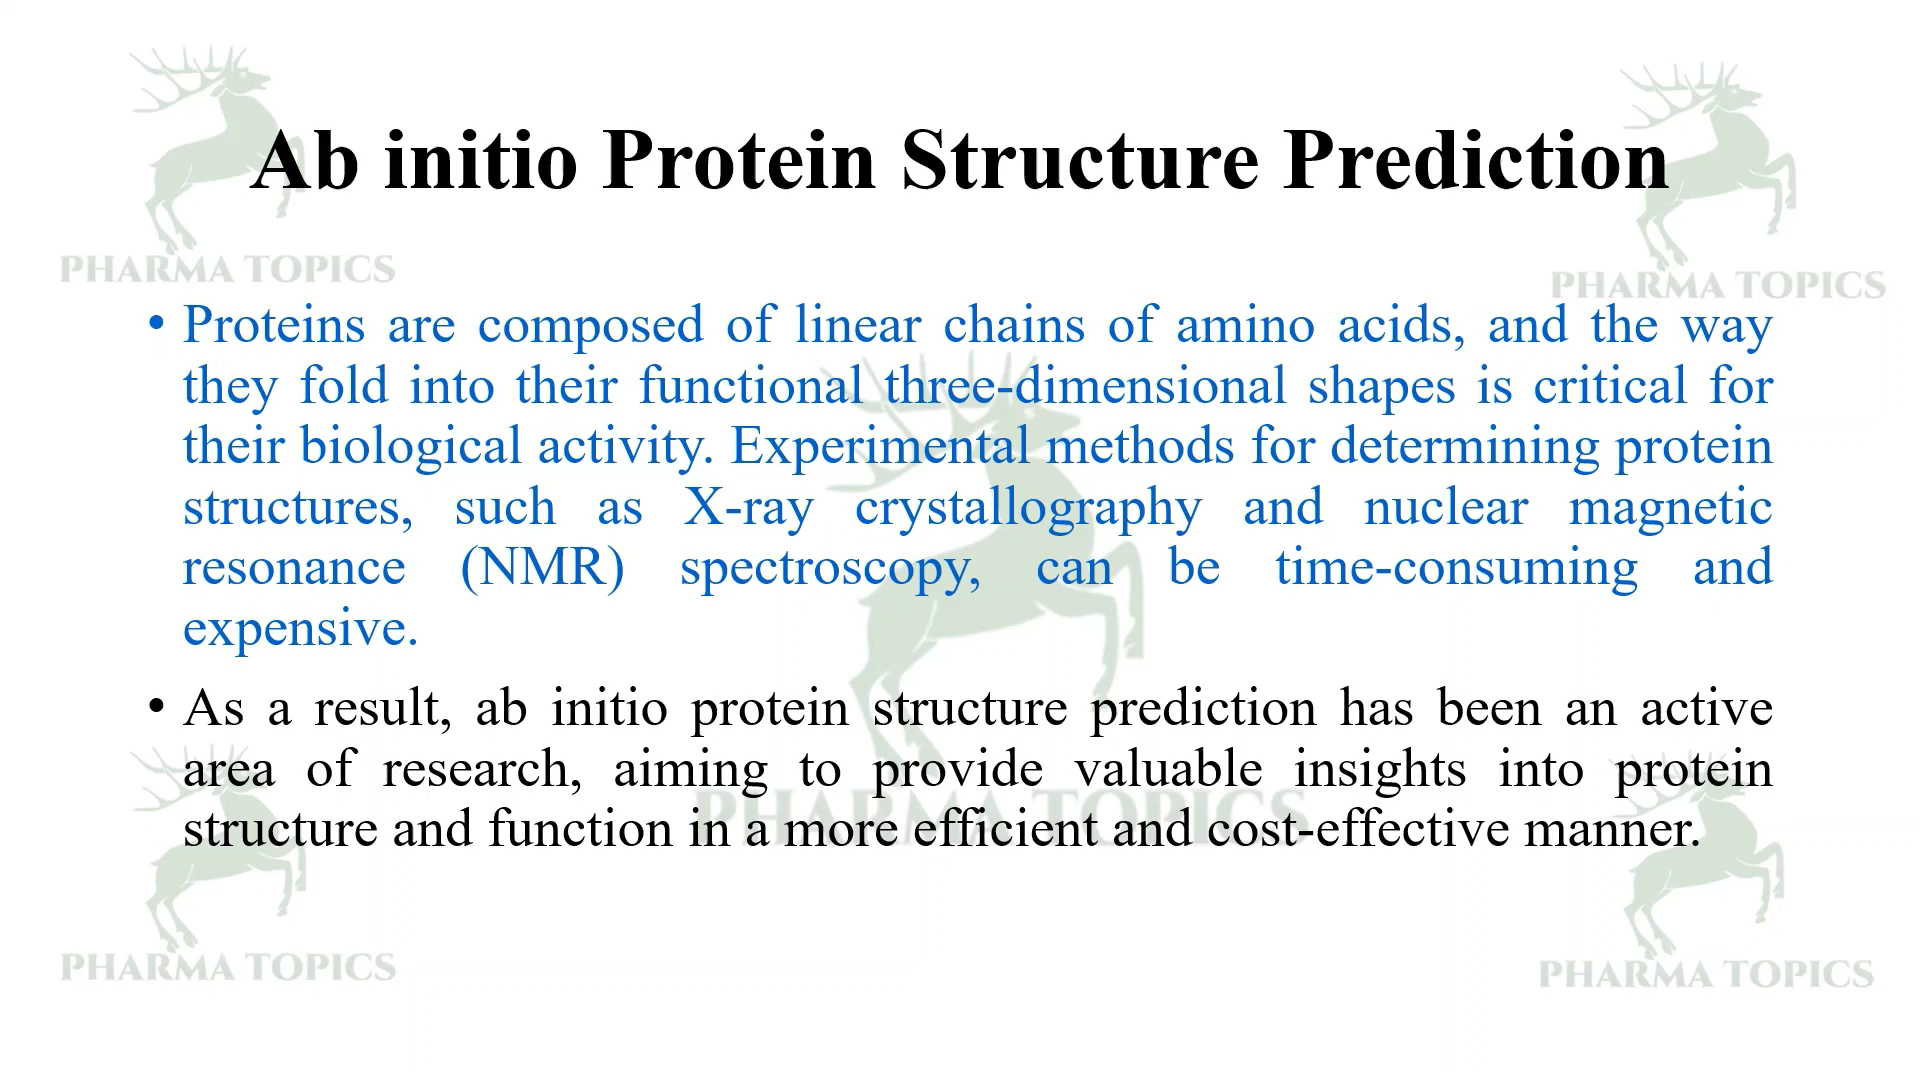 Ab initio Protein Structure Prediction
PHARMA TOPICS
PHARMA TOPICS
• Proteins are composed of linear chains of amino acids, and the way
they fold into their functional three-dimensional shapes is critical for
their biological activity. Experimental methods for determining protein
structures, such as X-ray crystallography and nuclear magnetic
resonance (NMR) spectroscopy, can be time-consuming and
expensive.
• As a result, ab initio protein structure prediction has been an active
area of research, aiming to provide valuable insights into protein
structure and function in a more efficient and cost-effective manner.
PHARMA TOPICS
PHARMA TOPICS
PHARMA TOPICS